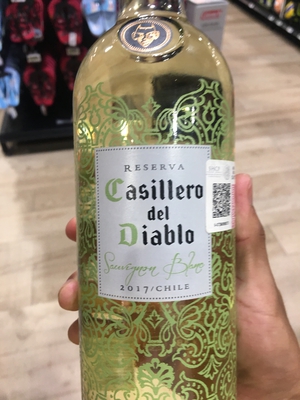 RESERVA
Casillero
del
Diablo
Sauvignon Blanc
2017/CHILE